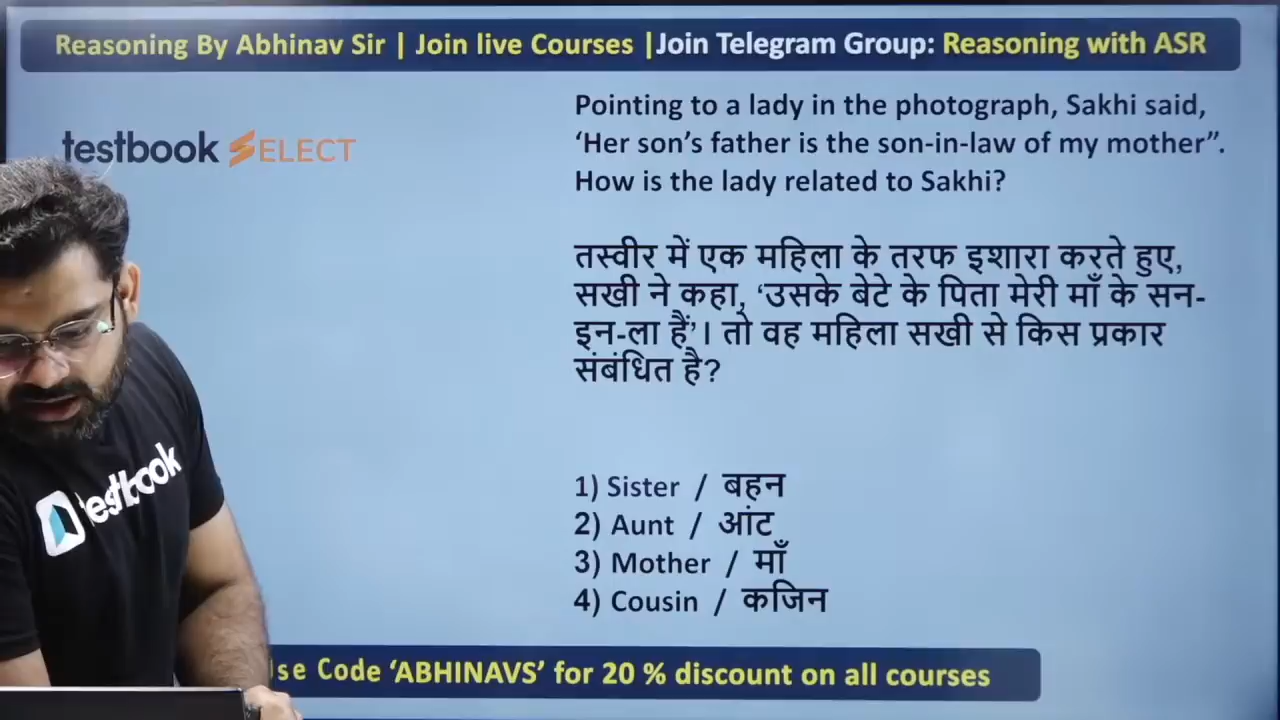 Reasoning By Abhinav Sir | Join live Courses |Join Telegram Group: Reasoning with ASR
testbook SELECT
Pointing to a lady in the photograph, Sakhi said,
‘Her son’s father is the son-in-law of my mother”.
How is the lady related to Sakhi?
तस्वीर में एक महिला के तरफ इशारा करते हुए,
सखी ने कहा, ‘उसके बेटे के पिता मेरी माँ के सन-
इन-ला हैं’। तो वह महिला सखी से किस प्रकार
संबंधित है?
1) Sister / बहन
2) Aunt / आंट
3) Mother / माँ
4) Cousin / कजिन
testbook
Use Code ‘ABHINAVS’ for 20 % discount on all courses